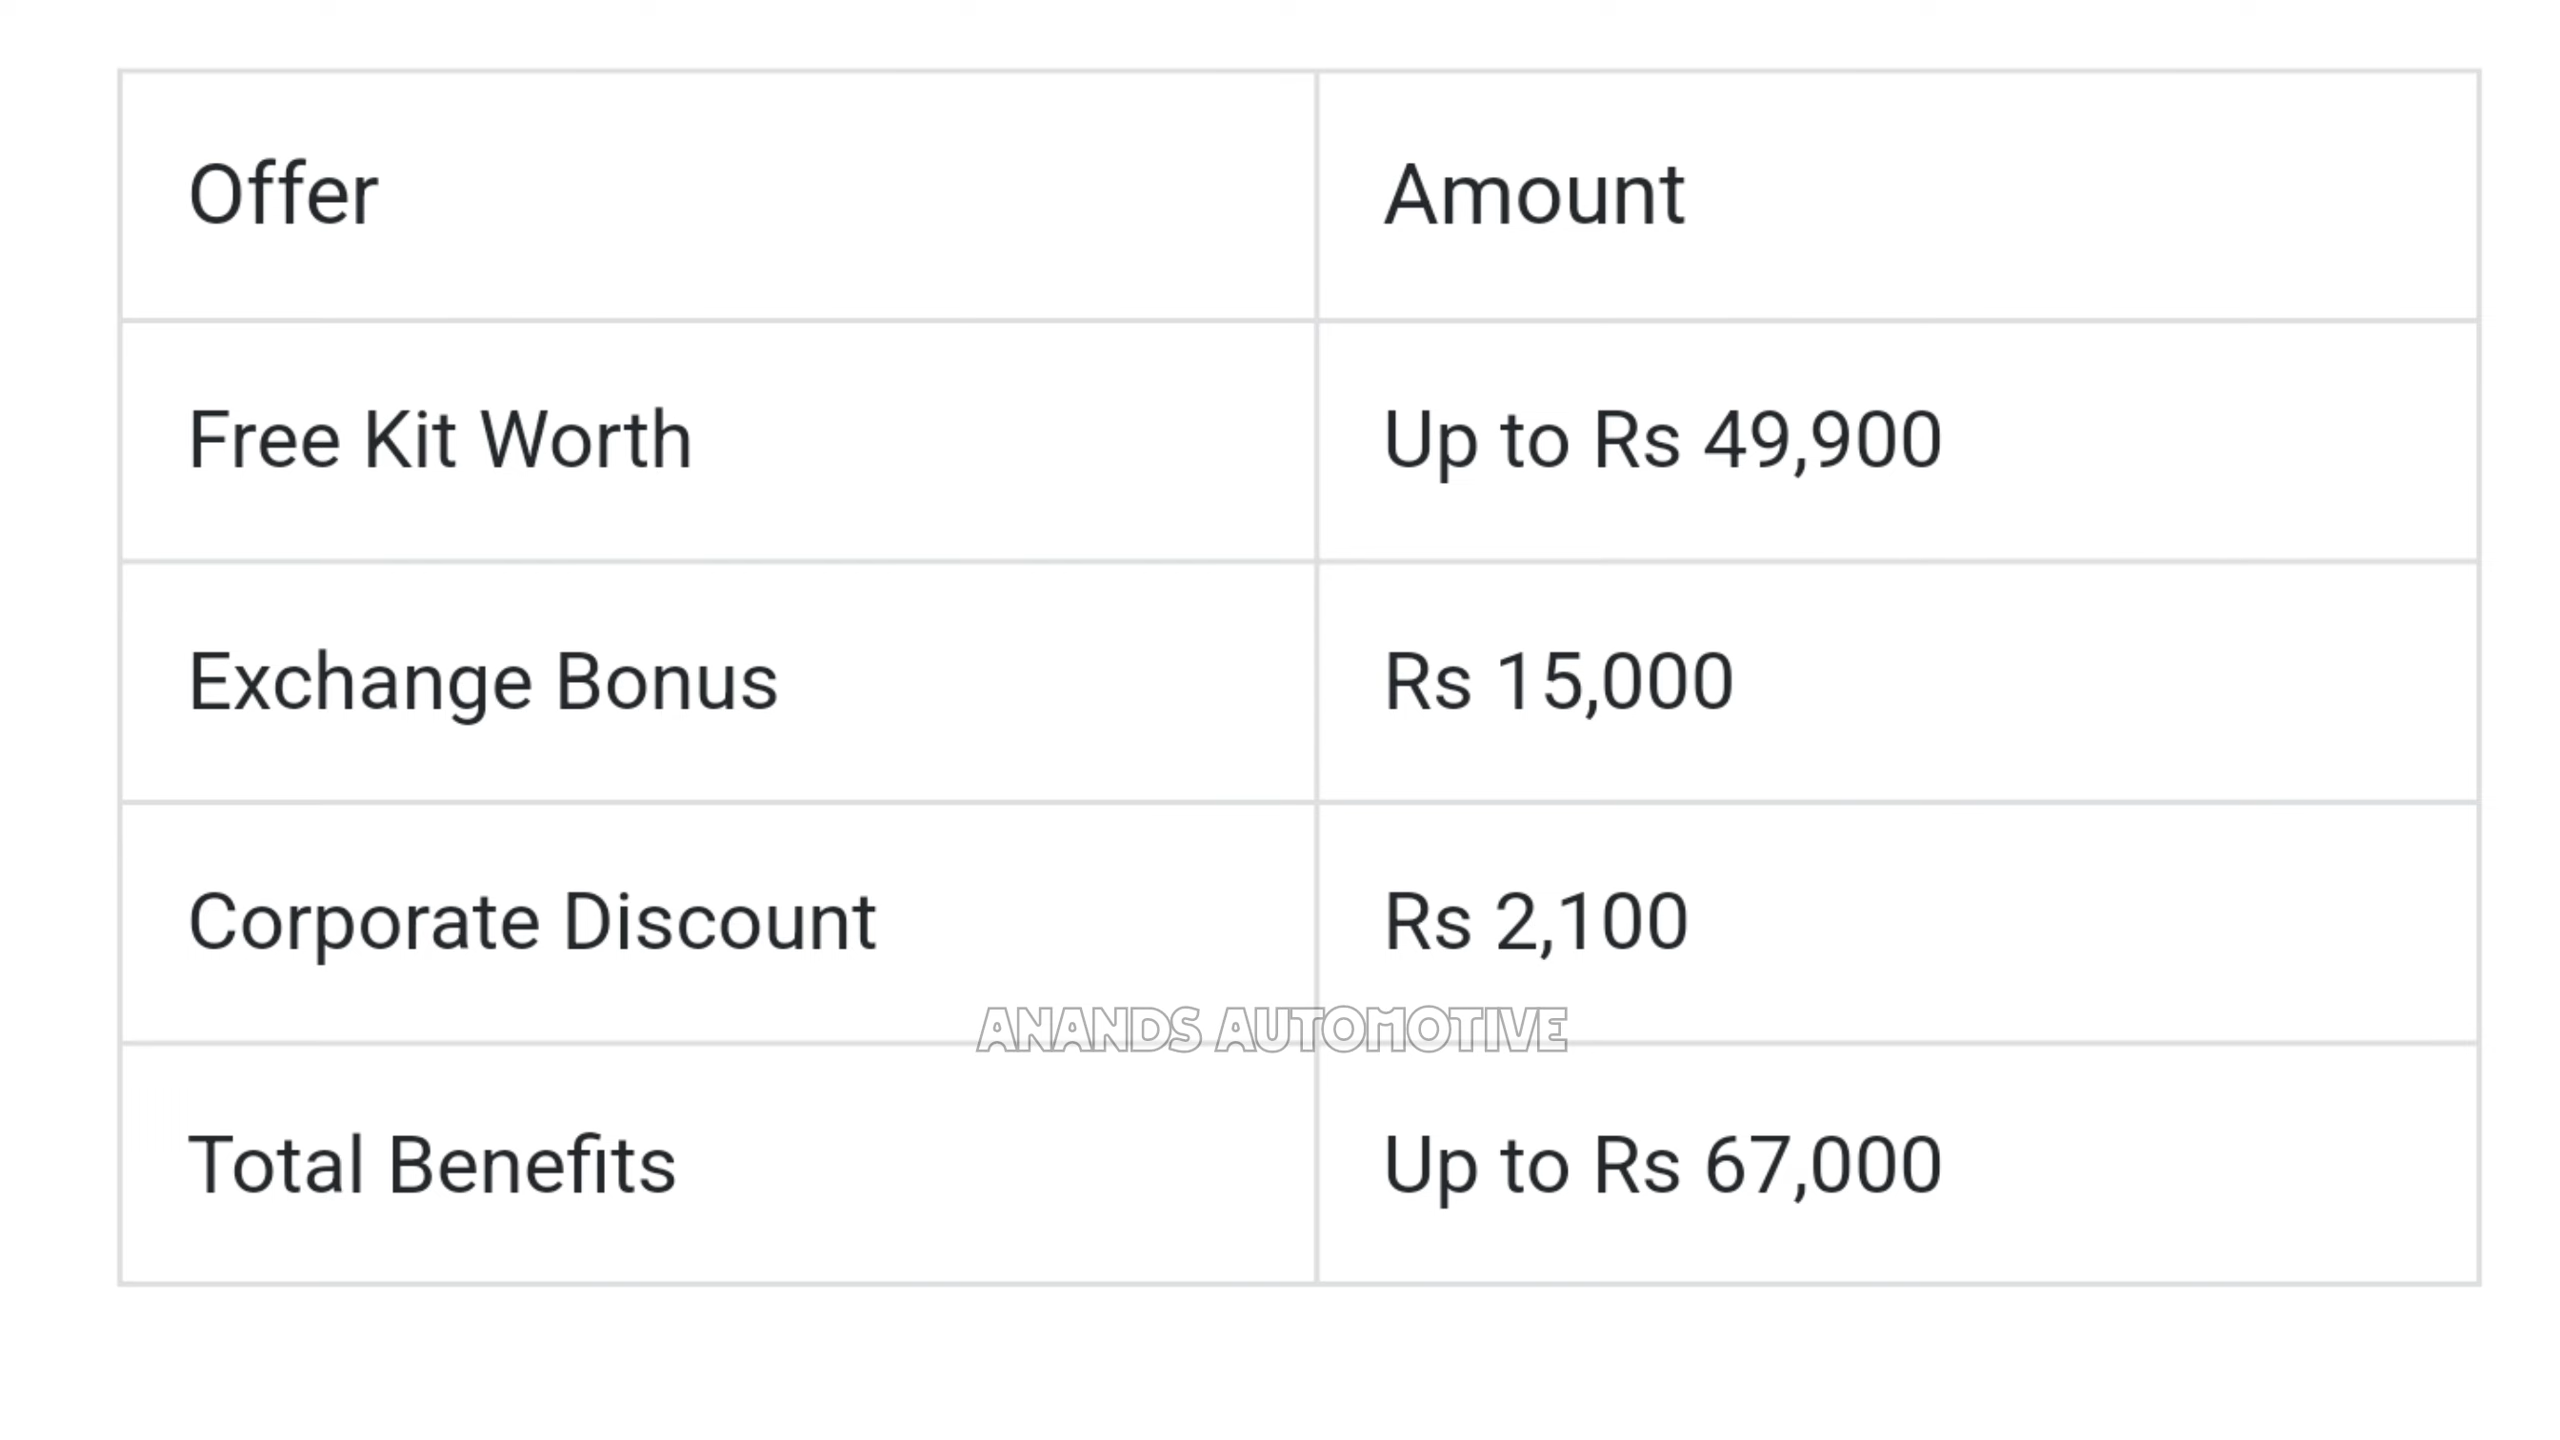 Offer Amount
Free Kit Worth Up to Rs 49,900
Exchange Bonus Rs 15,000
Corporate Discount Rs 2,100
ANANDS AUTOMOTIVE
Total Benefits Up to Rs 67,000